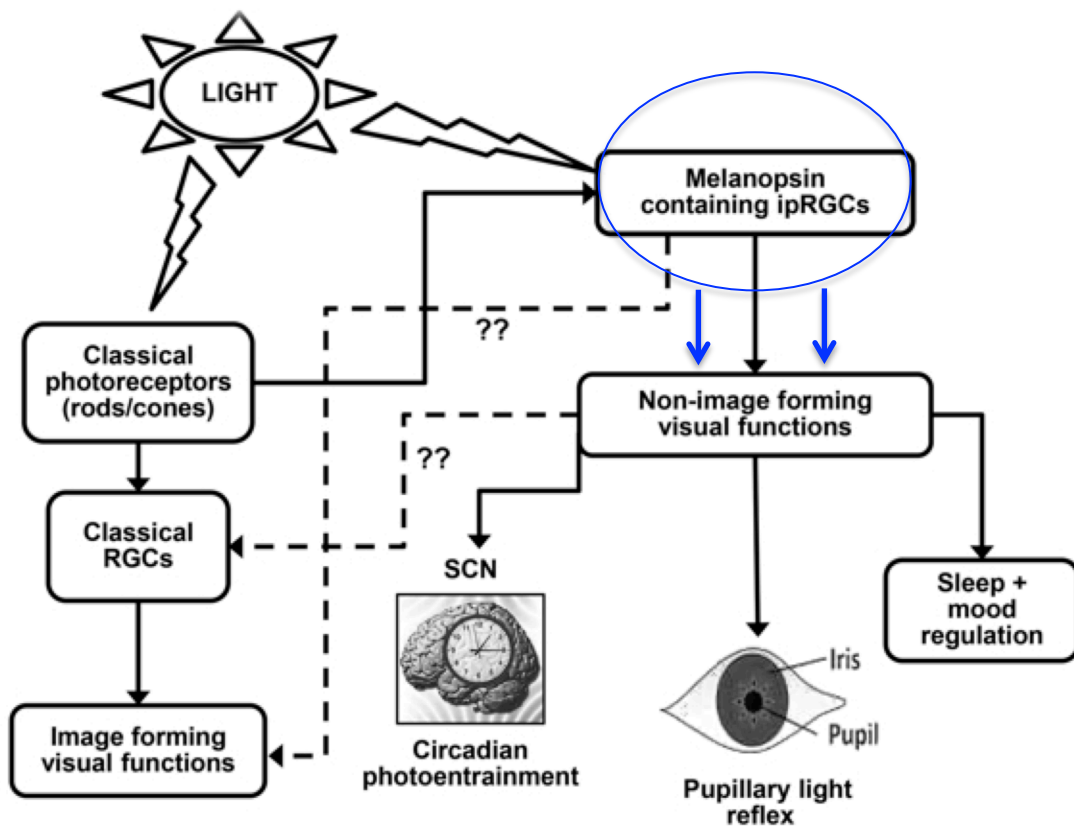 LIGHT
Melanopsin
containing ipRGCs
??
Classical
photoreceptors
(rods/cones)
Non-image forming
visual functions
??
Classical
RGCs
SCN
Sleep +
mood
regulation
Iris
Pupil
Image forming
visual functions
Circadian
photoentrainment
Pupillary light
reflex